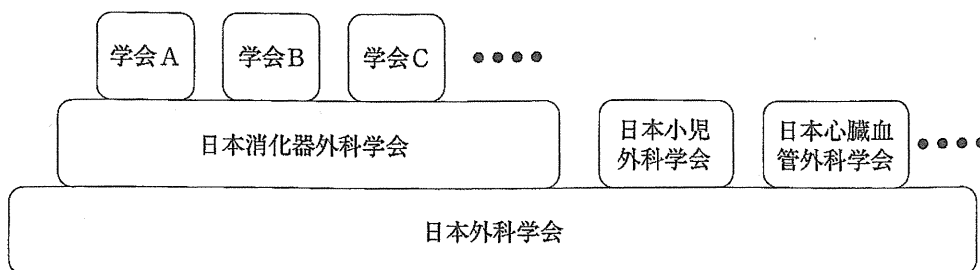 学会A
学会B
学会C
日本消化器外科学会
日本小児
外科学会
日本心臓血
管外科学会
日本外科学会